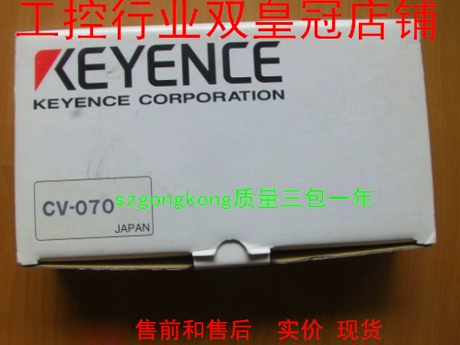 工控行业双皇冠店铺
KEYENCE
KEYENCE CORPORATION
szgongkong质量三包一年
CV-070
JAPAN
售前和售后 实价 现货